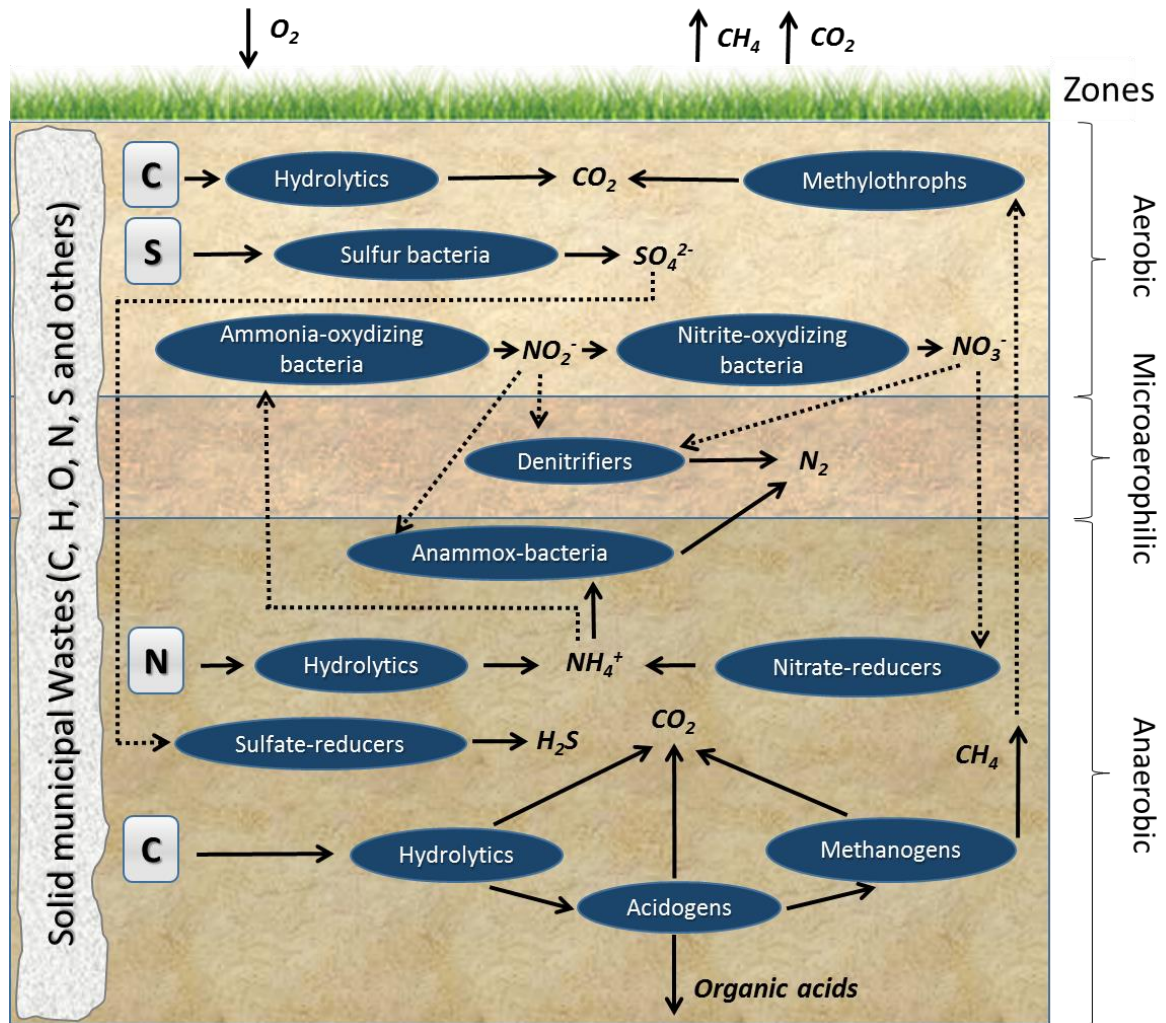 O2
CH4
CO2
Zones
Solid municipal Wastes (C, H, O, N, S and others)
C
Hydrolytics
CO2
Methylothrophs
S
Sulfur bacteria
SO4 2-
Aerobic
Ammonia-oxydizing
bacteria
NO2-
Nitrite-oxydizing
bacteria
NO3-
Denitrifiers
N2
Microaerophilic
Anammox-bacteria
N
Hydrolytics
NH4+
Nitrate-reducers
Sulfate-reducers
H2S
CO2
CH4
Anaerobic
C
Hydrolytics
Methanogens
Acidogens
Organic acids